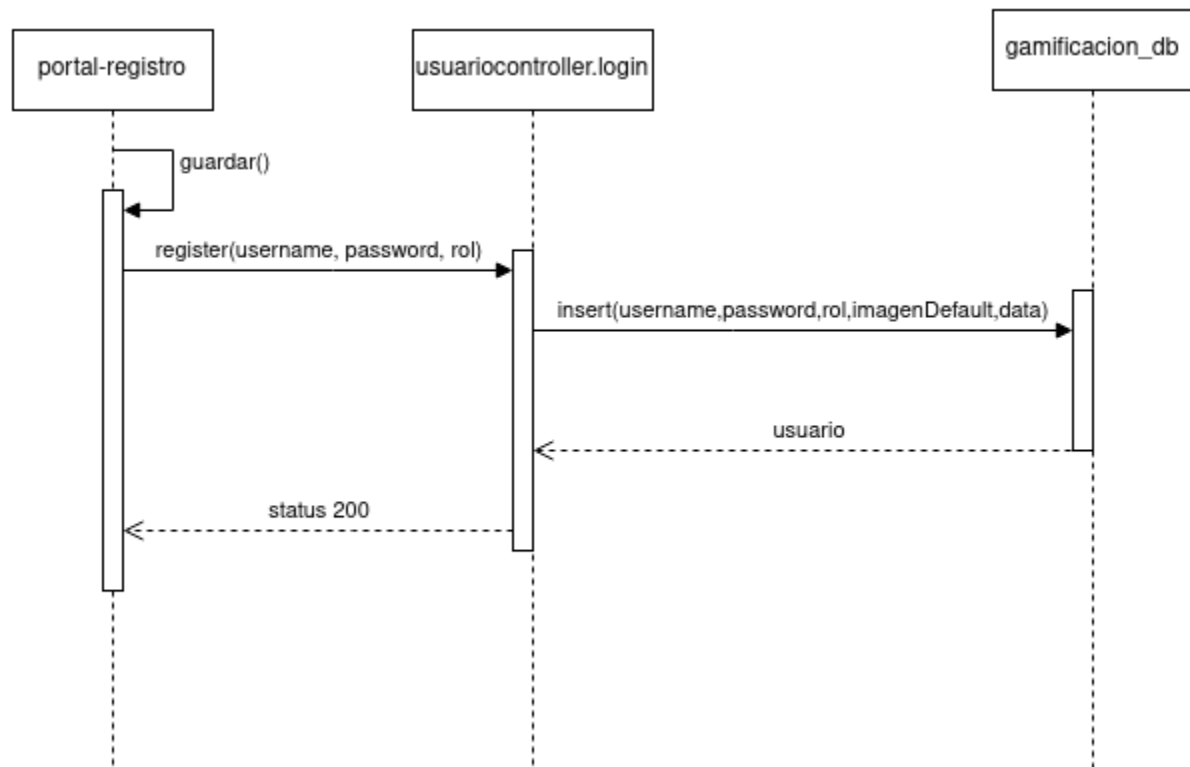 portal-registro
usuariocontroller.login
gamificacion_db
guardar()
register(username, password, rol)
insert(username,password,rol,imagenDefault,data)
usuario
status 200